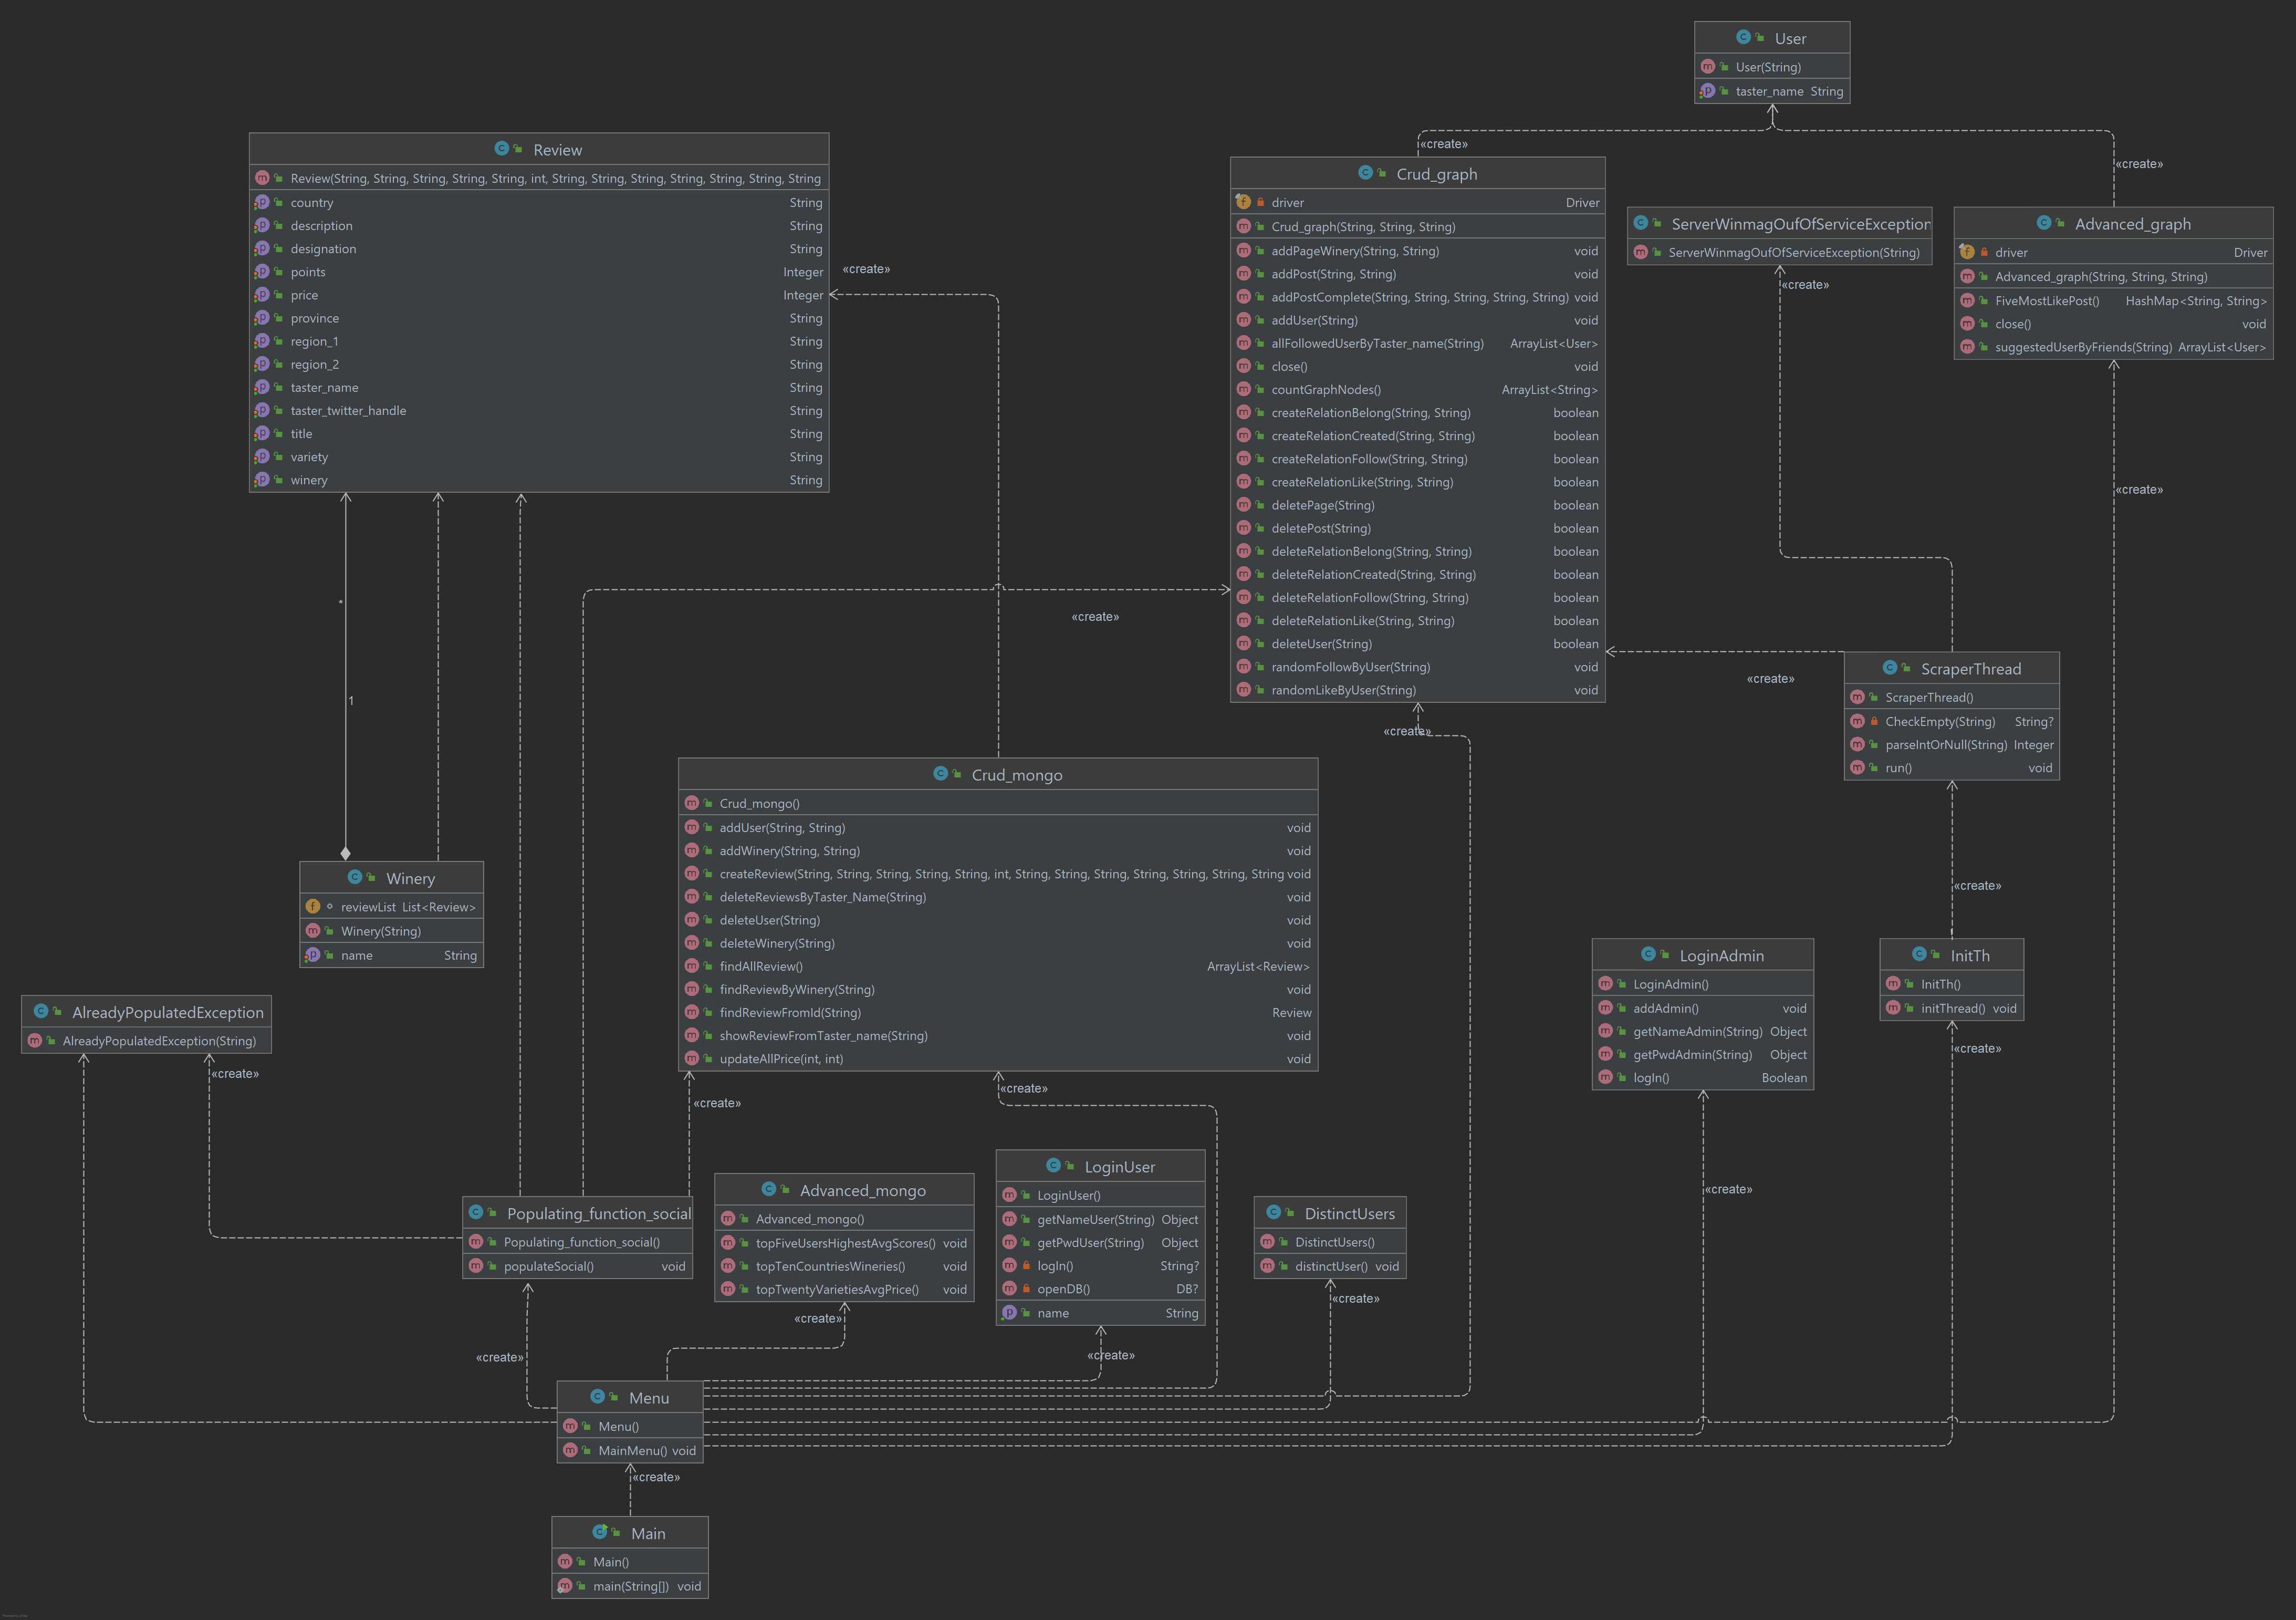 User
User(String)
taster_name String
«create»
«create»
Review
Review(String, String, String, String, String, int, String, String, String, String, String, String, String
country String
description String
designation String
points Integer
price Integer
province String
region_1 String
region_2 String
taster_name String
taster_twitter_handle String
title String
variety String
winery String
«create»
Crud_graph
driver Driver
Crud_graph(String, String, String)
addPageWinery(String, String) void
addPost(String, String) void
addPostComplete(String, String, String, String, String) void
addUser(String) void
allFollowedUserByTaster_name(String) ArrayList<User>
close() void
countGraphNodes() ArrayList<String>
createRelationBelong(String, String) boolean
createRelationCreated(String, String) boolean
createRelationFollow(String, String) boolean
createRelationLike(String, String) boolean
deletePage(String) boolean
deletePost(String) boolean
deleteRelationBelong(String, String) boolean
deleteRelationCreated(String, String) boolean
deleteRelationFollow(String, String) boolean
deleteRelationLike(String, String) boolean
deleteUser(String) boolean
randomFollowByUser(String) void
randomLikeByUser(String) void
ServerWinmagOufOfServiceException
ServerWinmagOufOfServiceException(String)
«create»
Advanced_graph
driver Driver
Advanced_graph(String, String, String)
FiveMostLikePost() HashMap<String, String>
close() void
suggestedUserByFriends(String) ArrayList<User>
«create»
*
1
«create»
«create»
«create»
ScraperThread
ScraperThread()
CheckEmpty(String) String?
parseIntOrNull(String) Integer
run() void
«create»
Crud_mongo
Crud_mongo()
addUser(String, String) void
addWinery(String, String) void
createReview(String, String, String, String, String, int, String, String, String, String, String, String, String void
deleteReviewsByTaster_Name(String) void
deleteUser(String) void
deleteWinery(String) void
findAllReview() ArrayList<Review>
findReviewByWinery(String) void
findReviewFromId(String) Review
showReviewFromTaster_name(String) void
updateAllPrice(int, int) void
Winery
reviewList List<Review>
Winery(String)
name String
LoginAdmin
LoginAdmin()
addAdmin() void
getNameAdmin(String) Object
getPwdAdmin(String) Object
logIn() Boolean
InitTh
InitTh()
initThread() void
«create»
AlreadyPopulatedException
AlreadyPopulatedException(String)
«create»
«create»
«create»
«create»
Populating_function_social
Populating_function_social()
populateSocial() void
Advanced_mongo
Advanced_mongo()
topFiveUsersHighestAvgScores() void
topTenCountriesWineries() void
topTwentyVarietiesAvgPrice() void
LoginUser
LoginUser()
getNameUser(String) Object
getPwdUser(String) Object
logIn() String?
openDB() DB?
name String
DistinctUsers
DistinctUsers()
distinctUser() void
«create»
«create»
«create»
«create»
Menu
Menu()
MainMenu() void
«create»
Main
Main()
main(String[]) void